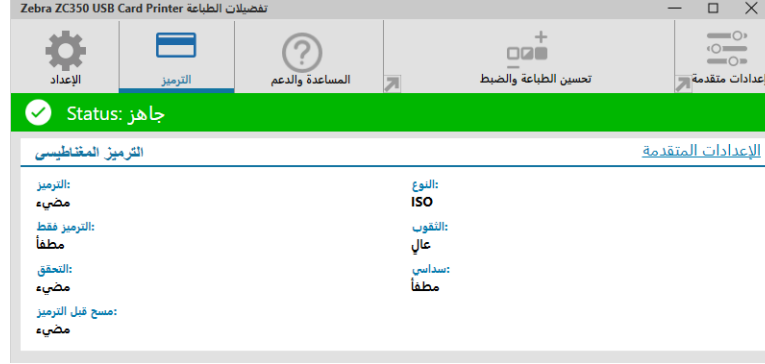 Zebra ZC350 USB Card Printer تفضيلات الطباعة
الإعداد
الترميز
المساعدة والدعم
تحسين الطباعة والضبط
إعدادات متقدمة
Status: جاهز
الترميز المغناطيسي
الإعدادات المتقدمة
الترميز:
مضيء
النوع:
ISO
الترميز فقط:
مطفأ
الثقوب:
عالٍ
التحقق:
مضيء
سداسي:
مطفأ
مسح قبل الترميز:
مضيء